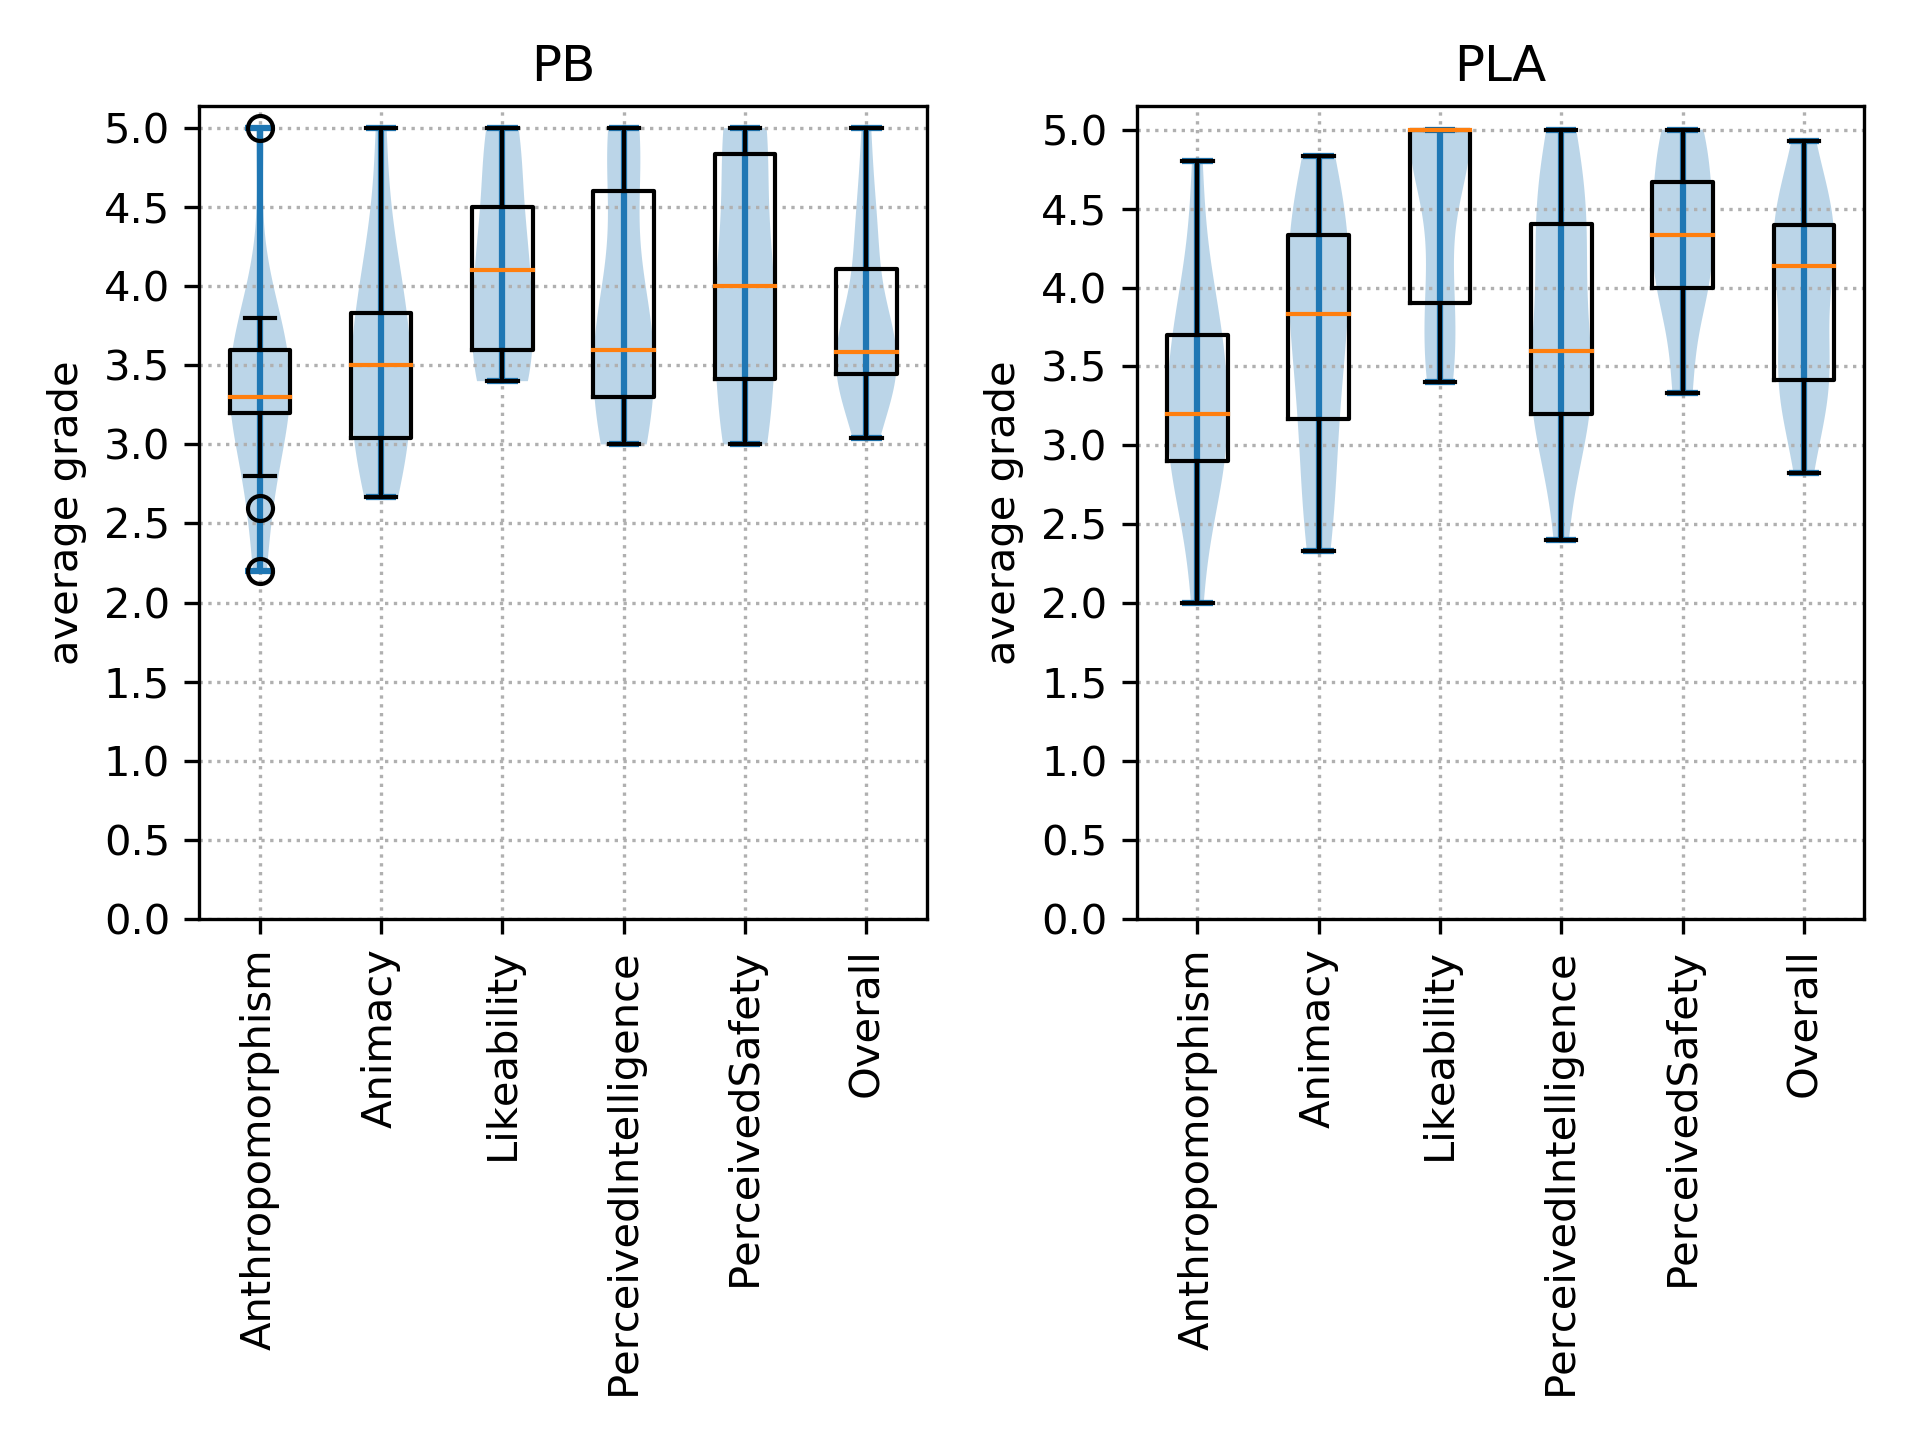 PB
average grade
5.0
4.5
4.0
3.5
3.0
2.5
2.0
1.5
1.0
0.5
0.0
Anthropomorphism
Animacy
Likeability
PerceivedIntelligence
PerceivedSafety
Overall
PLA
average grade
5.0
4.5
4.0
3.5
3.0
2.5
2.0
1.5
1.0
0.5
0.0
Anthropomorphism
Animacy
Likeability
PerceivedIntelligence
PerceivedSafety
Overall